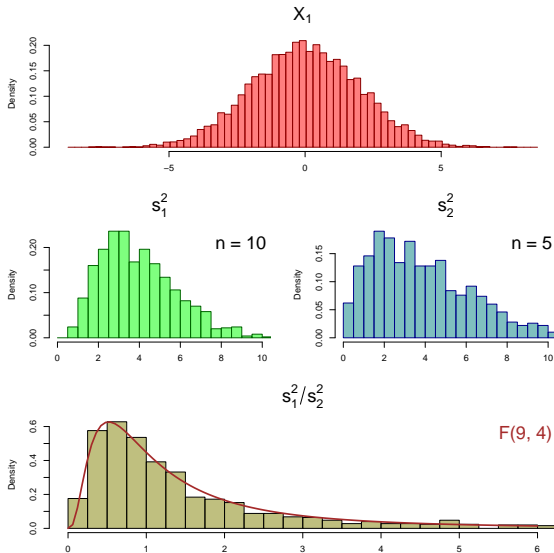 X₁
Density
0.00 0.05 0.10 0.15 0.20
−5 0 5
s₁²
s₂²
n = 10
n = 5
Density
0.00 0.10 0.20
0 2 4 6 8 10
Density
0.00 0.05 0.10 0.15
0 2 4 6 8 10
s₁²/s₂²
F(9, 4)
Density
0.0 0.2 0.4 0.6
0 1 2 3 4 5 6